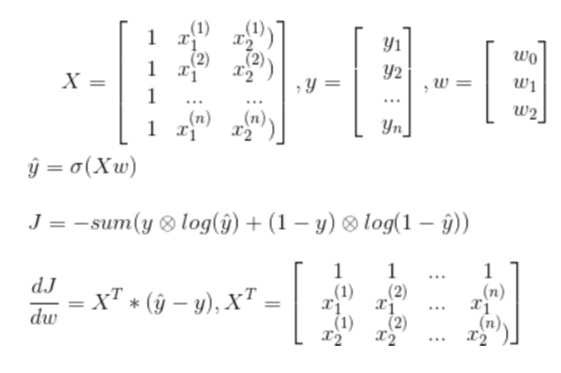 X = [ 1 x_1^{(1)} x_2^{(1)}) ; 1 x_1^{(2)} x_2^{(2)}) ; 1 ... ... ; 1 x_1^{(n)} x_2^{(n)}) ] , y = [ y_1 ; y_2 ; ... ; y_n ] , w = [ w_0 ; w_1 ; w_2 ]
ŷ = σ(Xw)
J = −sum(y ⊗ log(ŷ) + (1 − y) ⊗ log(1 − ŷ))
dJ/dw = X^T * (ŷ − y), X^T = [ 1 1 ... 1 ; x_1^{(1)} x_1^{(2)} ... x_1^{(n)} ; x_2^{(1)} x_2^{(2)} ... x_2^{(n)}) ]